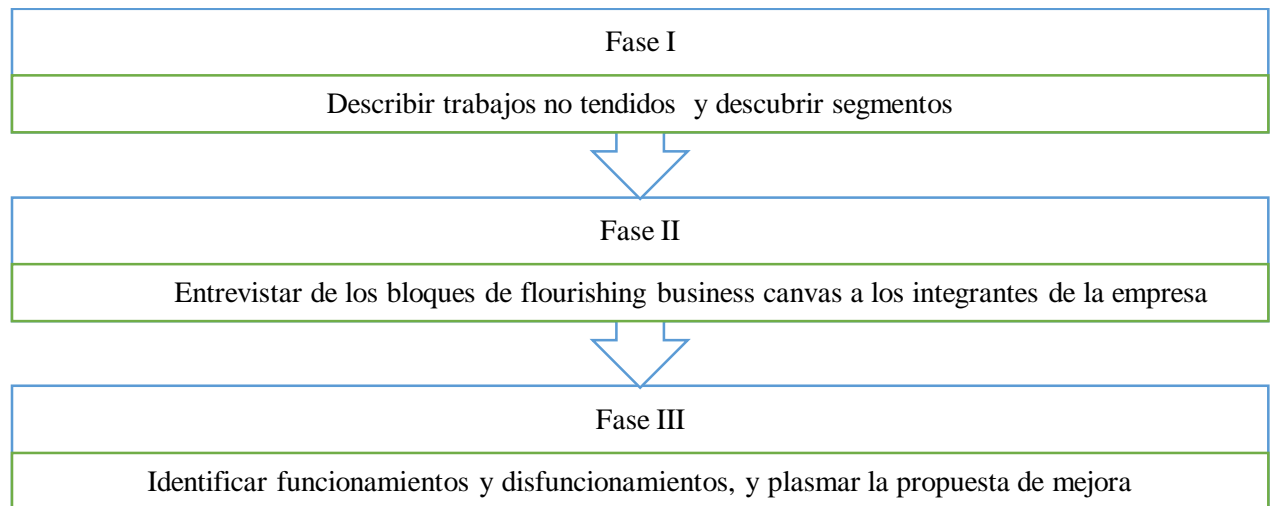 Fase I
Describir trabajos no tendidos y descubrir segmentos
Fase II
Entrevistar de los bloques de flourishing business canvas a los integrantes de la empresa
Fase III
Identificar funcionamientos y disfuncionamientos, y plasmar la propuesta de mejora